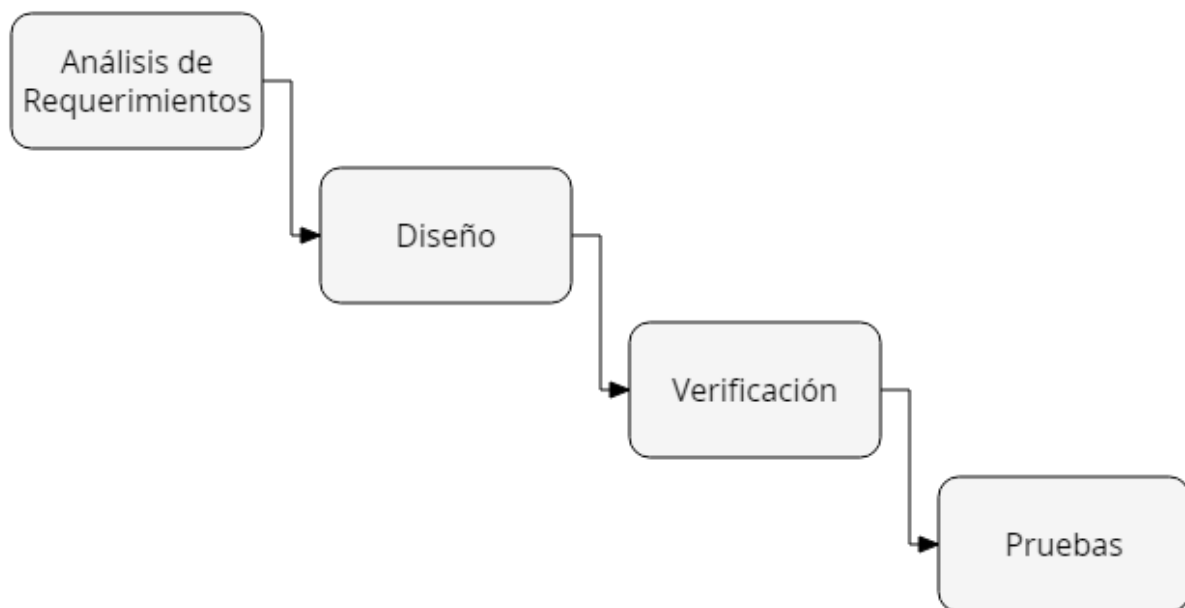 Análisis de
Requerimientos
Diseño
Verificación
Pruebas